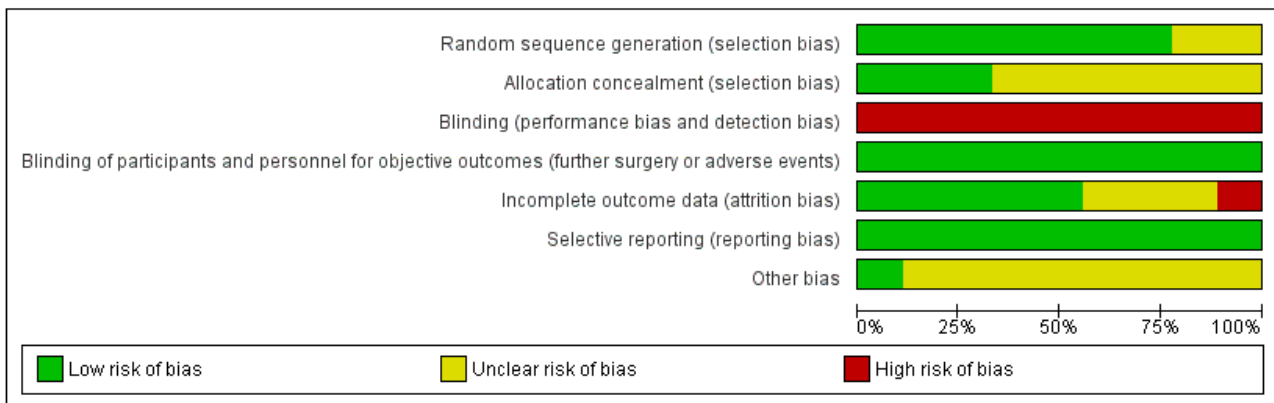 Random sequence generation (selection bias)
Allocation concealment (selection bias)
Blinding (performance bias and detection bias)
Blinding of participants and personnel for objective outcomes (further surgery or adverse events)
Incomplete outcome data (attrition bias)
Selective reporting (reporting bias)
Other bias
0% 25% 50% 75% 100%
Low risk of bias Unclear risk of bias High risk of bias